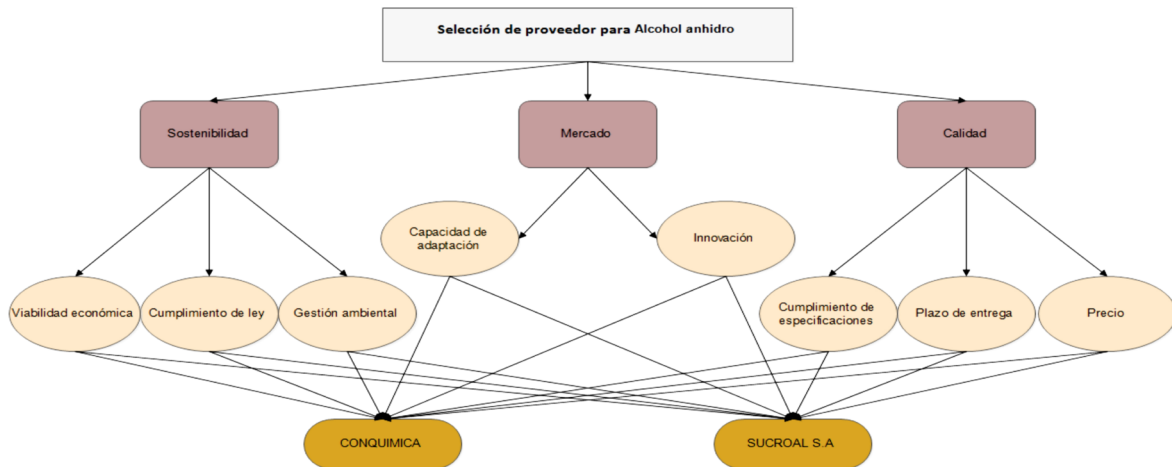 Selección de proveedor para Alcohol anhidro
Sostenibilidad
Mercado
Calidad
Capacidad de
adaptación
Innovación
Viabilidad económica
Cumplimiento de ley
Gestión ambiental
Cumplimiento de
especificaciones
Plazo de entrega
Precio
CONQUIMICA
SUCROAL S.A